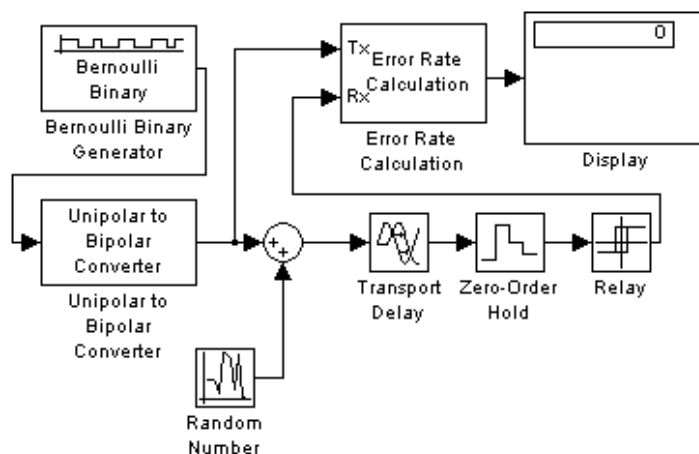 Bernoulli
Binary
Bernoulli Binary
Generator
Tx
Rx
Error Rate
Calculation
Error Rate
Calculation
0
Display
Unipolar to
Bipolar
Converter
Unipolar to
Bipolar
Converter
+
+
Transport
Delay
Zero-Order
Hold
Relay
Random
Number